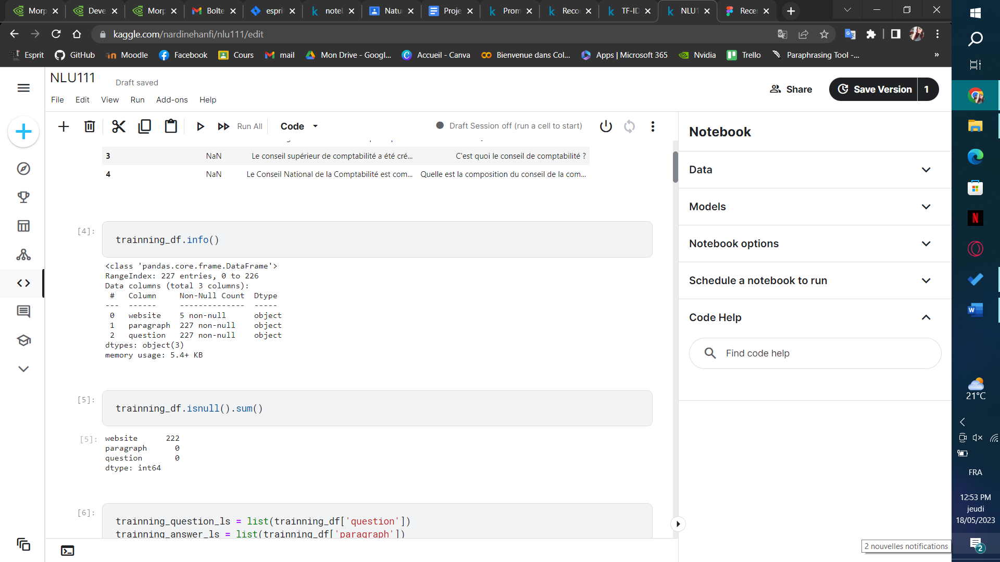 Morp
Deve
Morp
Boîte
esprit
note
Natu
Proje
Prom
Reco
TF-ID
NLU1
Rece
kaggle.com/nardinehanfi/nlu111/edit
Esprit
GitHub
Moodle
Facebook
Cours
mail
Mon Drive - Googl...
Accueil - Canva
Bienvenue dans Col...
Apps | Microsoft 365
Nvidia
Trello
Paraphrasing Tool -...
»
NLU111
Draft saved
File Edit View Run Add-ons Help
Share
Save Version 1
Run All
Code
Draft Session off (run a cell to start)
3 NaN Le conseil supérieur de comptabilité a été cré... C'est quoi le conseil de comptabilité ?
4 NaN Le Conseil National de la Comptabilité est com... Quelle est la composition du conseil de la com...
[4]:
trainning_df.info()
<class 'pandas.core.frame.DataFrame'>
RangeIndex: 227 entries, 0 to 226
Data columns (total 3 columns):
# Column Non-Null Count Dtype
--- ------ -------------- -----
0 website 5 non-null object
1 paragraph 227 non-null object
2 question 227 non-null object
dtypes: object(3)
memory usage: 5.4+ KB
[5]:
trainning_df.isnull().sum()
[5]:
website 222
paragraph 0
question 0
dtype: int64
[6]:
trainning_question_ls = list(trainning_df['question'])
trainning_answer_ls = list(trainning_df['paragraph'])
Notebook
Data
Models
Notebook options
Schedule a notebook to run
Code Help
Find code help
21°C
FRA
12:53 PM
jeudi
18/05/2023
2 nouvelles notifications
2